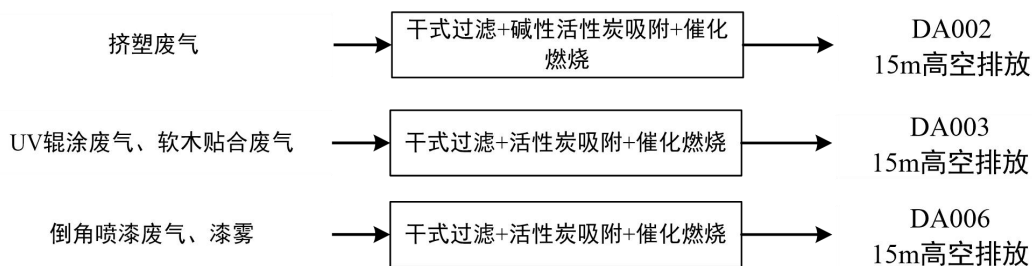 挤塑废气
干式过滤+碱性活性炭吸附+催化
燃烧
DA002
15m高空排放
UV辊涂废气、软木贴合废气
干式过滤+活性炭吸附+催化燃烧
DA003
15m高空排放
倒角喷漆废气、漆雾
干式过滤+活性炭吸附+催化燃烧
DA006
15m高空排放